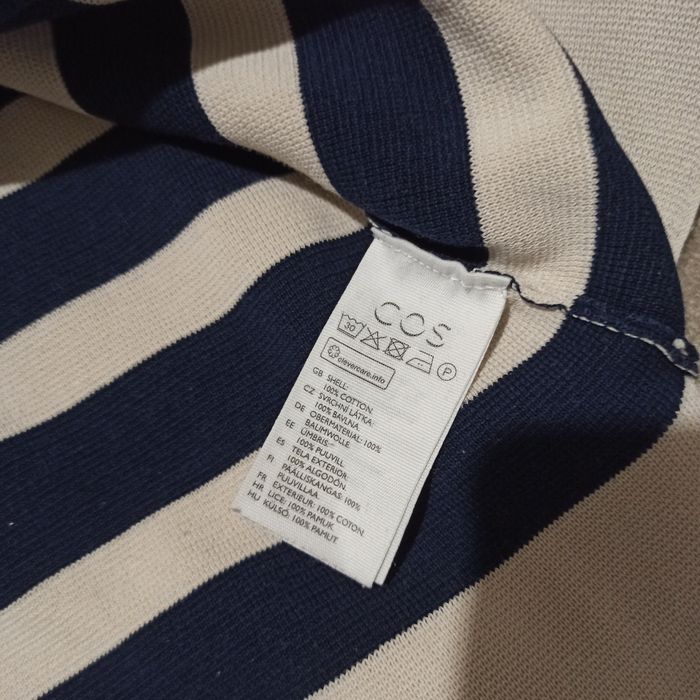 COS
30 P
clevercare.info
GB SHELL:
100% COTTON.
CZ SVRCHNÍ LÁTKA:
100% BAVLNA.
DE OBERMATERIAL: 100%
BAUMWOLLE
EE ÜMBRIS:
100% PUUVILL.
ES TELA EXTERIOR:
100% ALGODÓN.
FI PÄÄLLISKANGAS: 100%
PUUVILLAA.
FR EXTERIEUR: 100% COTON.
HR LICE: 100% PAMUK.
HU KÜLSŐ: 100% PAMUT